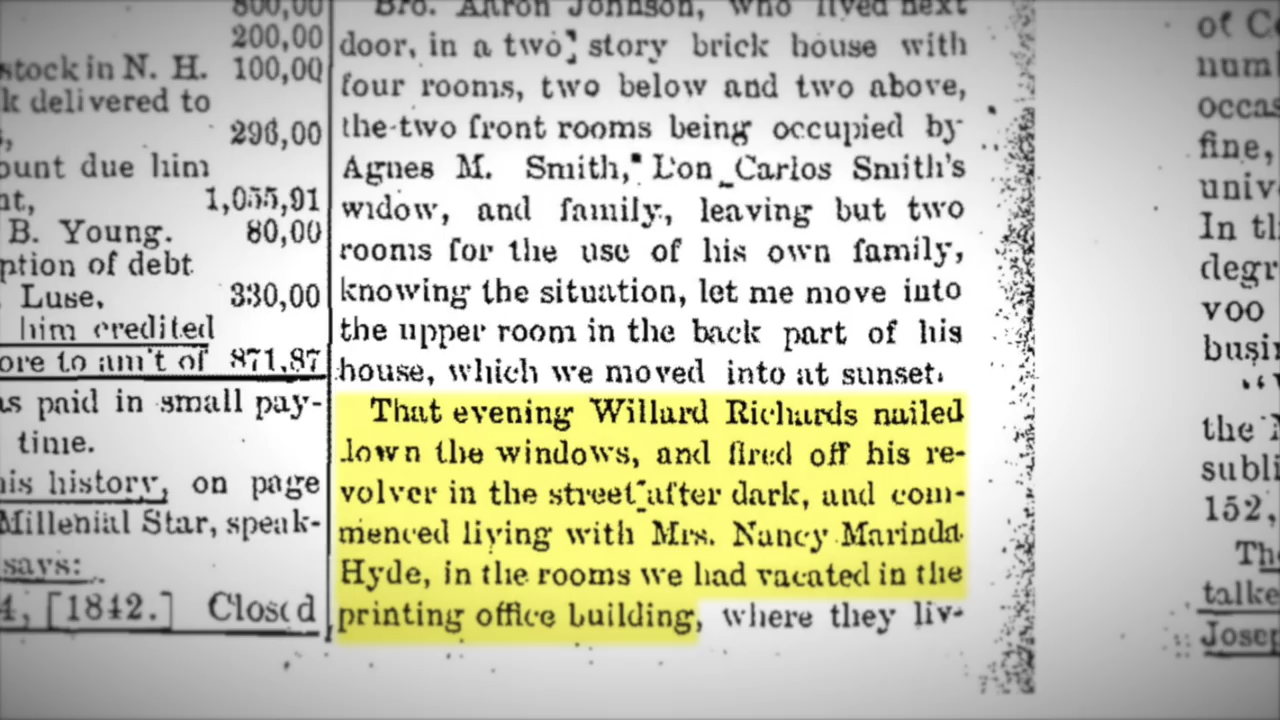 800,00
200,00
stock in N. H. 100,00
k delivered to
s, 296,00
ount due him
nt, 1,055,91
B. Young. 80,00
ption of debt
Luse, 330,00
him credited
ore to am't of 871,87
as paid in small pay-
time.
his history, on page
Millenial Star, speak-
says:
4, [1842.] Closed
Bro. Aaron Johnson, who lived next
door, in a two story brick house with
four rooms, two below and two above,
the two front rooms being occupied by
Agnes M. Smith, Don Carlos Smith's
widow, and family, leaving but two
rooms for the use of his own family,
knowing the situation, let me move into
the upper room in the back part of his
house, which we moved into at sunset.
That evening Willard Richards nailed
down the windows, and fired off his re-
volver in the street after dark, and com-
menced living with Mrs. Nancy Marinda
Hyde, in the rooms we had vacated in the
printing office building, where they liv-
of C
num
occas
fine,
univ
In th
degr
voo
busin
"
the
subli
152,
Th
talke
Josep